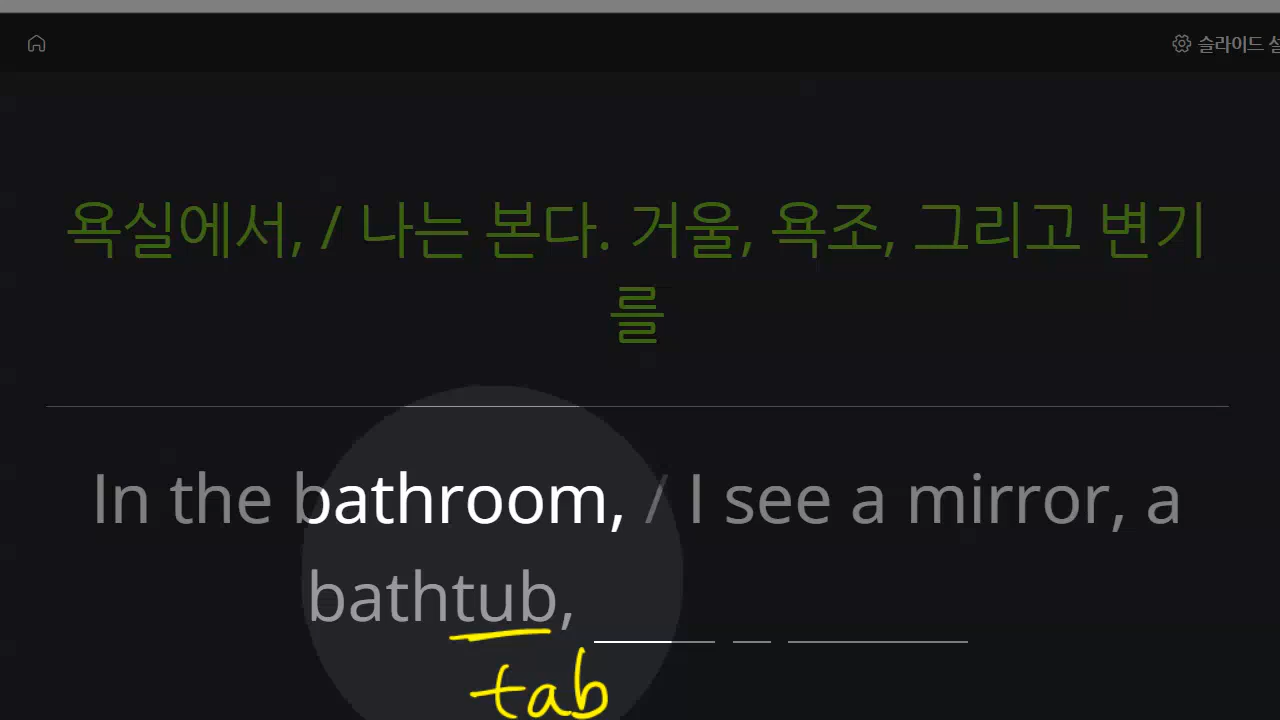 슬라이드
욕실에서, / 나는 본다. 거울, 욕조, 그리고 변기
를
In the bathroom, / I see a mirror, a
bathtub,
tab